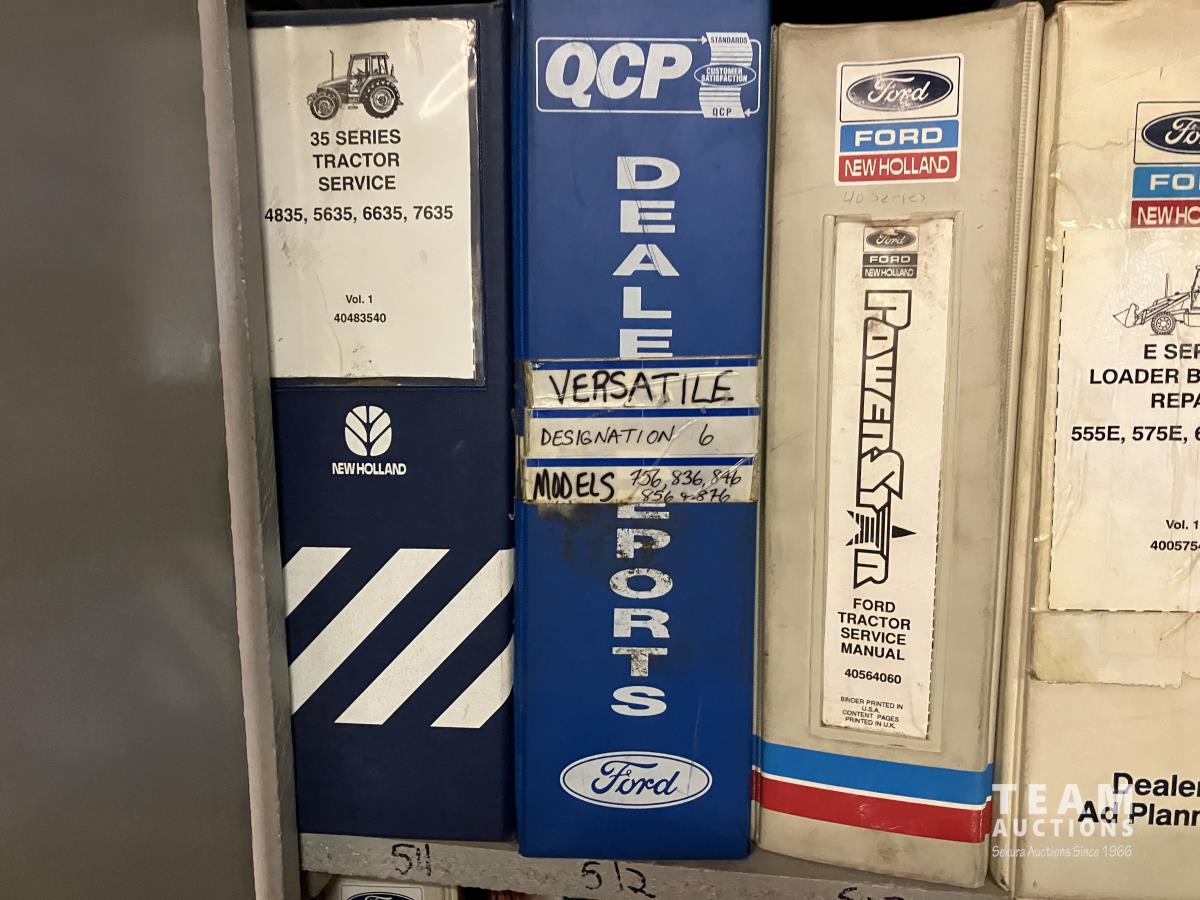 35 SERIES
TRACTOR
SERVICE
4835, 5635, 6635, 7635
Vol. 1
40483540
NEW HOLLAND
QCP
STANDARDS
CUSTOMER
SATISFACTION
QCP
DEALE
VERSATILE
DESIGNATION 6
MODELS 756, 836, 846
856 & 876
EPORTS
Ford
Ford
FORD
NEW HOLLAND
40 Series
Ford
FORD
NEW HOLLAND
POWERSTAR
FORD
TRACTOR
SERVICE
MANUAL
40564060
BINDER PRINTED IN
U.S.A.
CONTENT PAGES
PRINTED IN U.K.
NEW HO
E SER
LOADER B
REPA
555E, 575E, 6
Vol. 1
4005754
Dealer
Ad Plann
TEAM
AUCTIONS
Sekura Auctions Since 1966
511
512